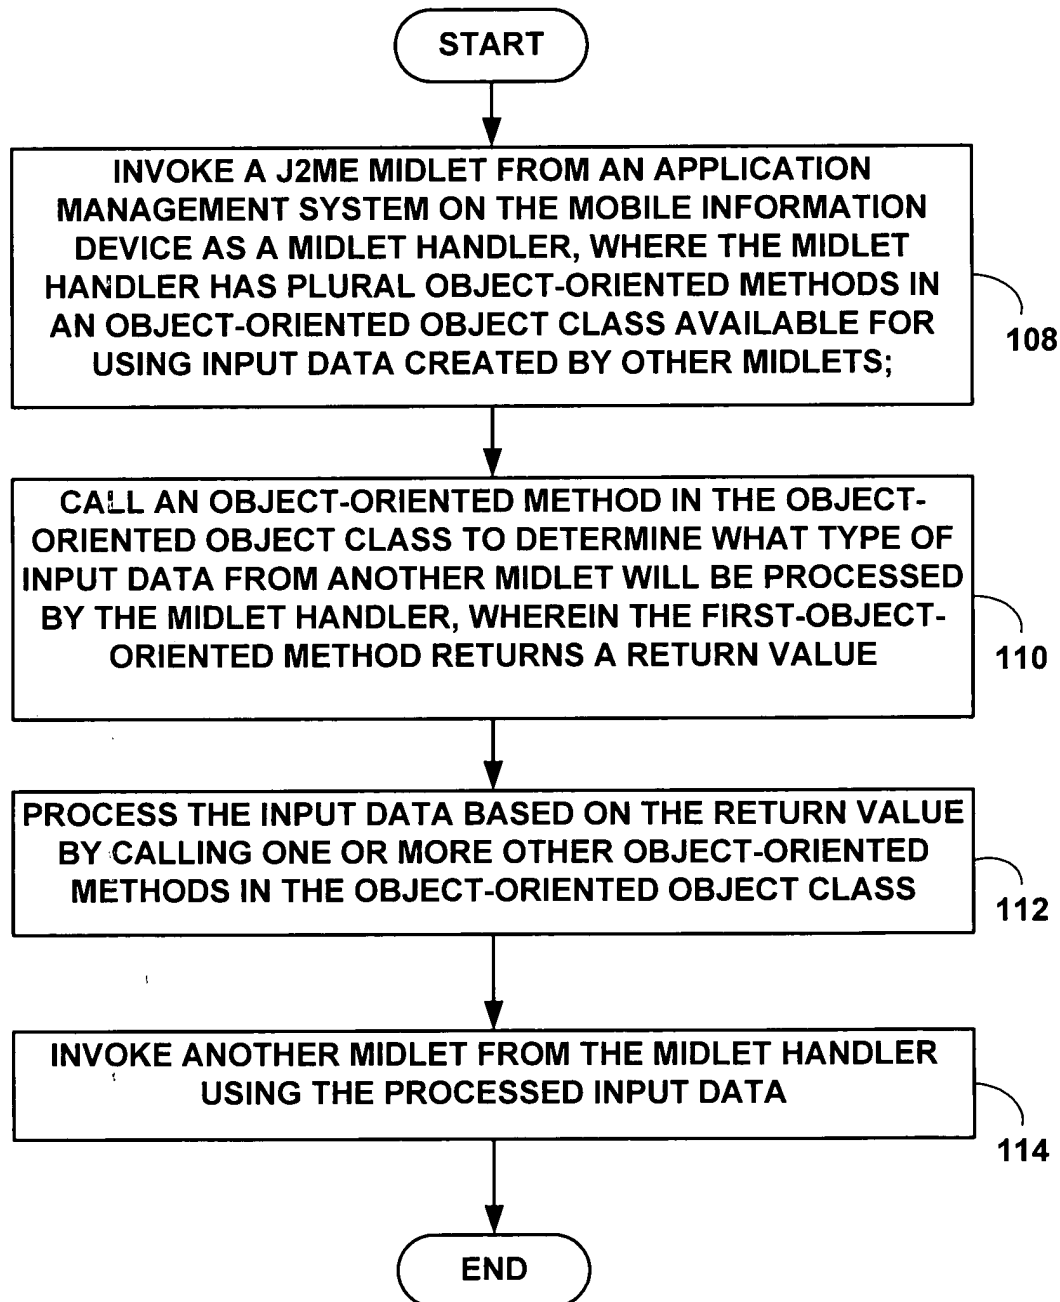 START
INVOKE A J2ME MIDLET FROM AN APPLICATION
MANAGEMENT SYSTEM ON THE MOBILE INFORMATION
DEVICE AS A MIDLET HANDLER, WHERE THE MIDLET
HANDLER HAS PLURAL OBJECT-ORIENTED METHODS IN
AN OBJECT-ORIENTED OBJECT CLASS AVAILABLE FOR
USING INPUT DATA CREATED BY OTHER MIDLETS;
108
CALL AN OBJECT-ORIENTED METHOD IN THE OBJECT-
ORIENTED OBJECT CLASS TO DETERMINE WHAT TYPE OF
INPUT DATA FROM ANOTHER MIDLET WILL BE PROCESSED
BY THE MIDLET HANDLER, WHEREIN THE FIRST-OBJECT-
ORIENTED METHOD RETURNS A RETURN VALUE
110
PROCESS THE INPUT DATA BASED ON THE RETURN VALUE
BY CALLING ONE OR MORE OTHER OBJECT-ORIENTED
METHODS IN THE OBJECT-ORIENTED OBJECT CLASS
112
INVOKE ANOTHER MIDLET FROM THE MIDLET HANDLER
USING THE PROCESSED INPUT DATA
114
END